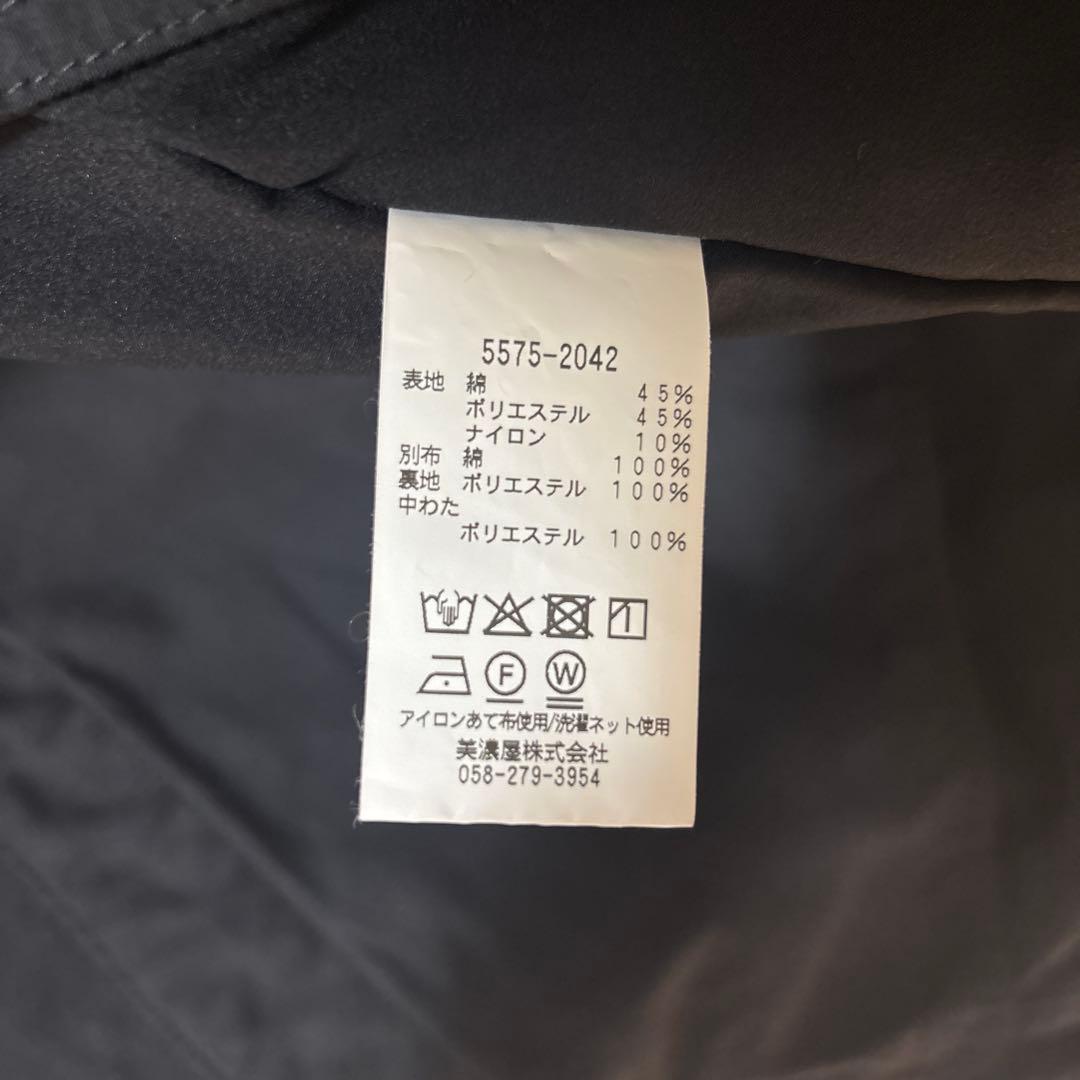 5575-2042
表地 綿 45%
ポリエステル 45%
ナイロン 10%
別布 綿 100%
裏地 ポリエステル 100%
中わた
ポリエステル 100%
F W
アイロンあて布使用/洗濯ネット使用
美濃屋株式会社
058-279-3954